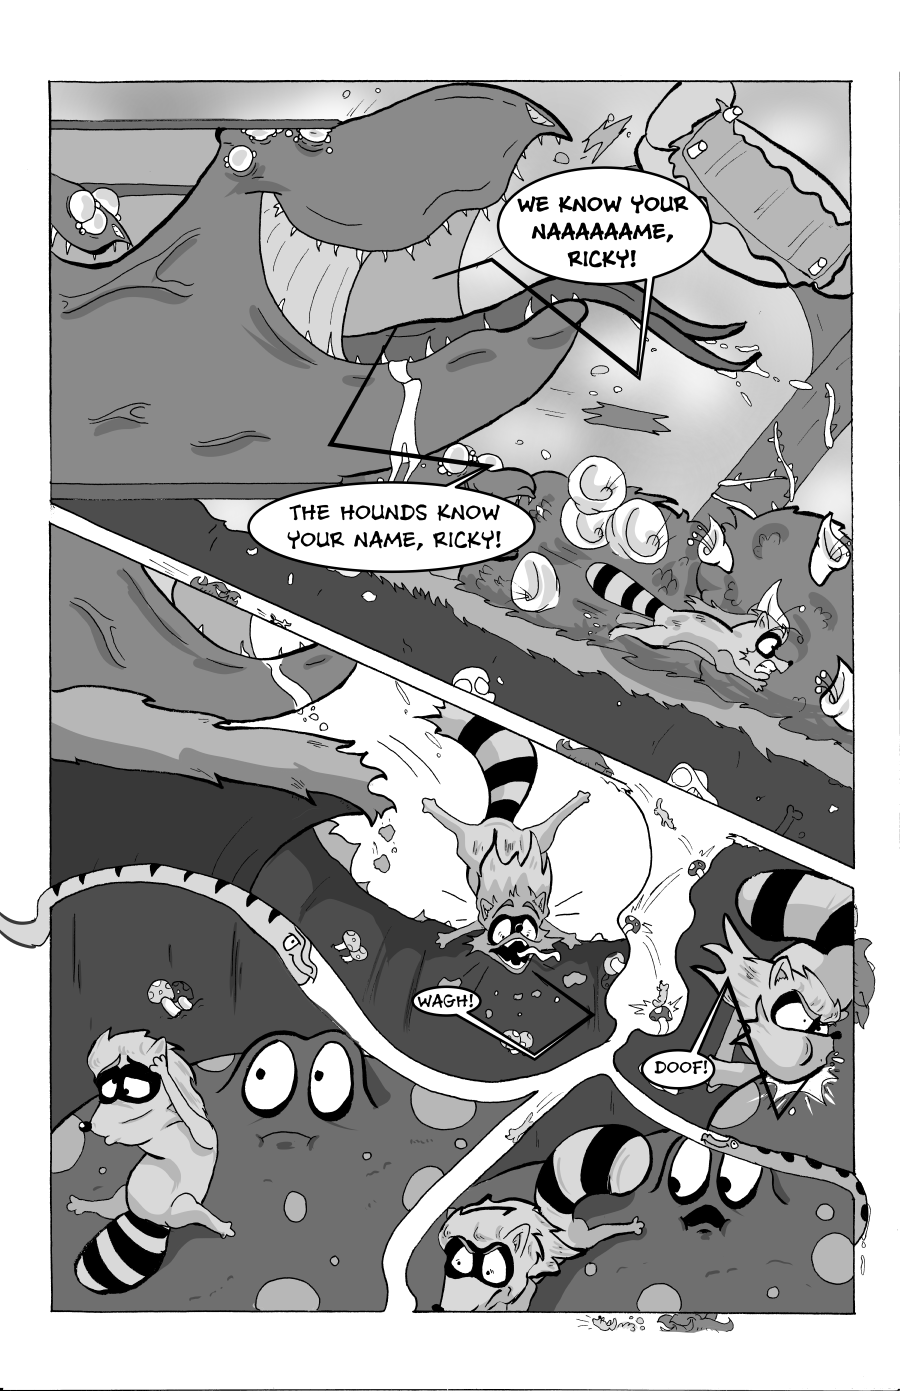 WE KNOW YOUR
NAAAAAAME,
RICKY!
THE HOUNDS KNOW
YOUR NAME, RICKY!
WAGH!
DOOF!